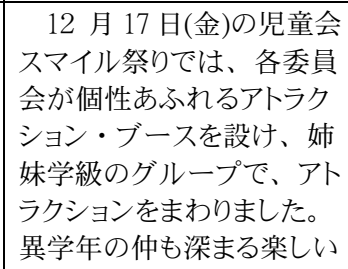 12 月 17 日(金)の児童会
スマイル祭りでは、各委員
会が個性あふれるアトラク
ション・ブースを設け、姉
妹学級のグループで、アト
ラクションをまわりました。
異学年の仲も深まる楽しい